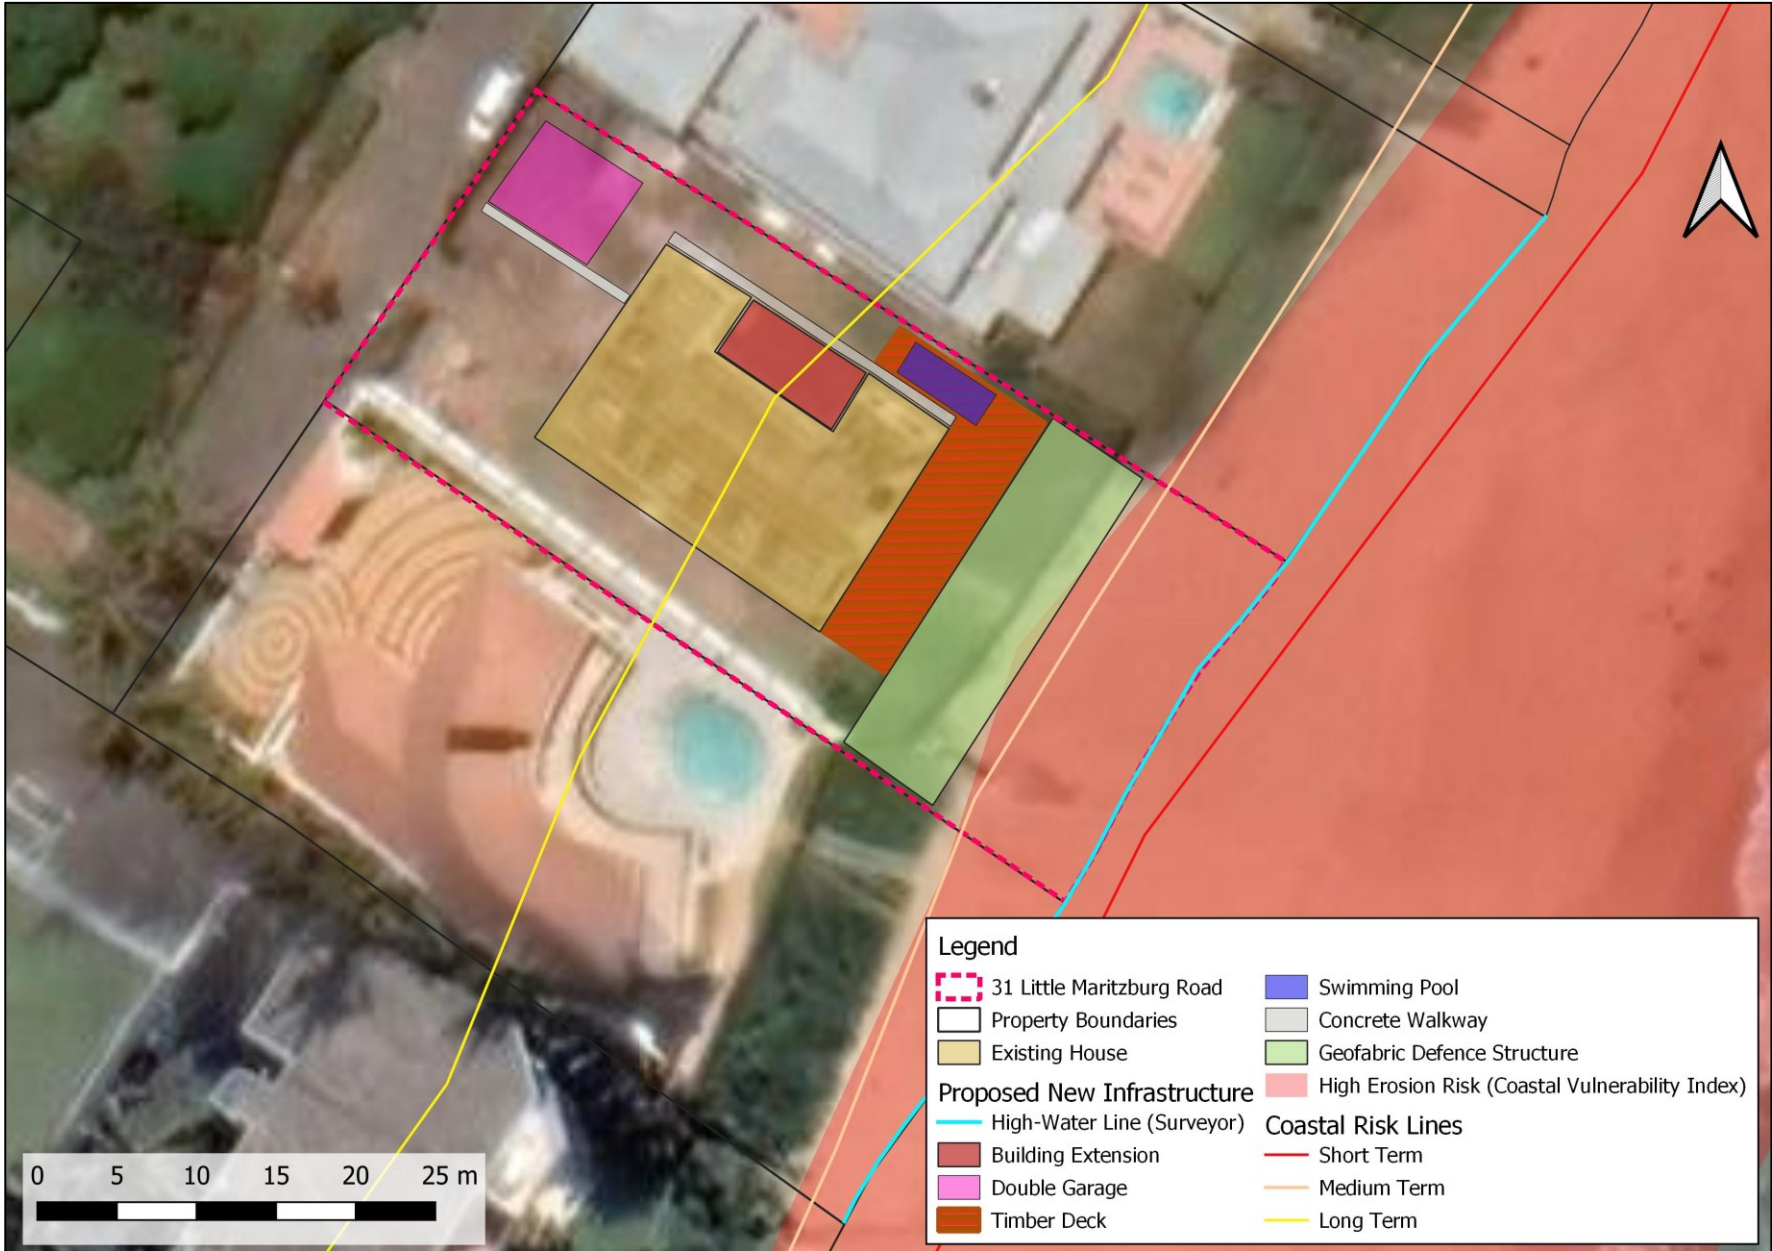 Legend
31 Little Maritzburg Road
Property Boundaries
Existing House
Proposed New Infrastructure
High-Water Line (Surveyor)
Building Extension
Double Garage
Timber Deck
Swimming Pool
Concrete Walkway
Geofabric Defence Structure
High Erosion Risk (Coastal Vulnerability Index)
Coastal Risk Lines
Short Term
Medium Term
Long Term
0 5 10 15 20 25 m